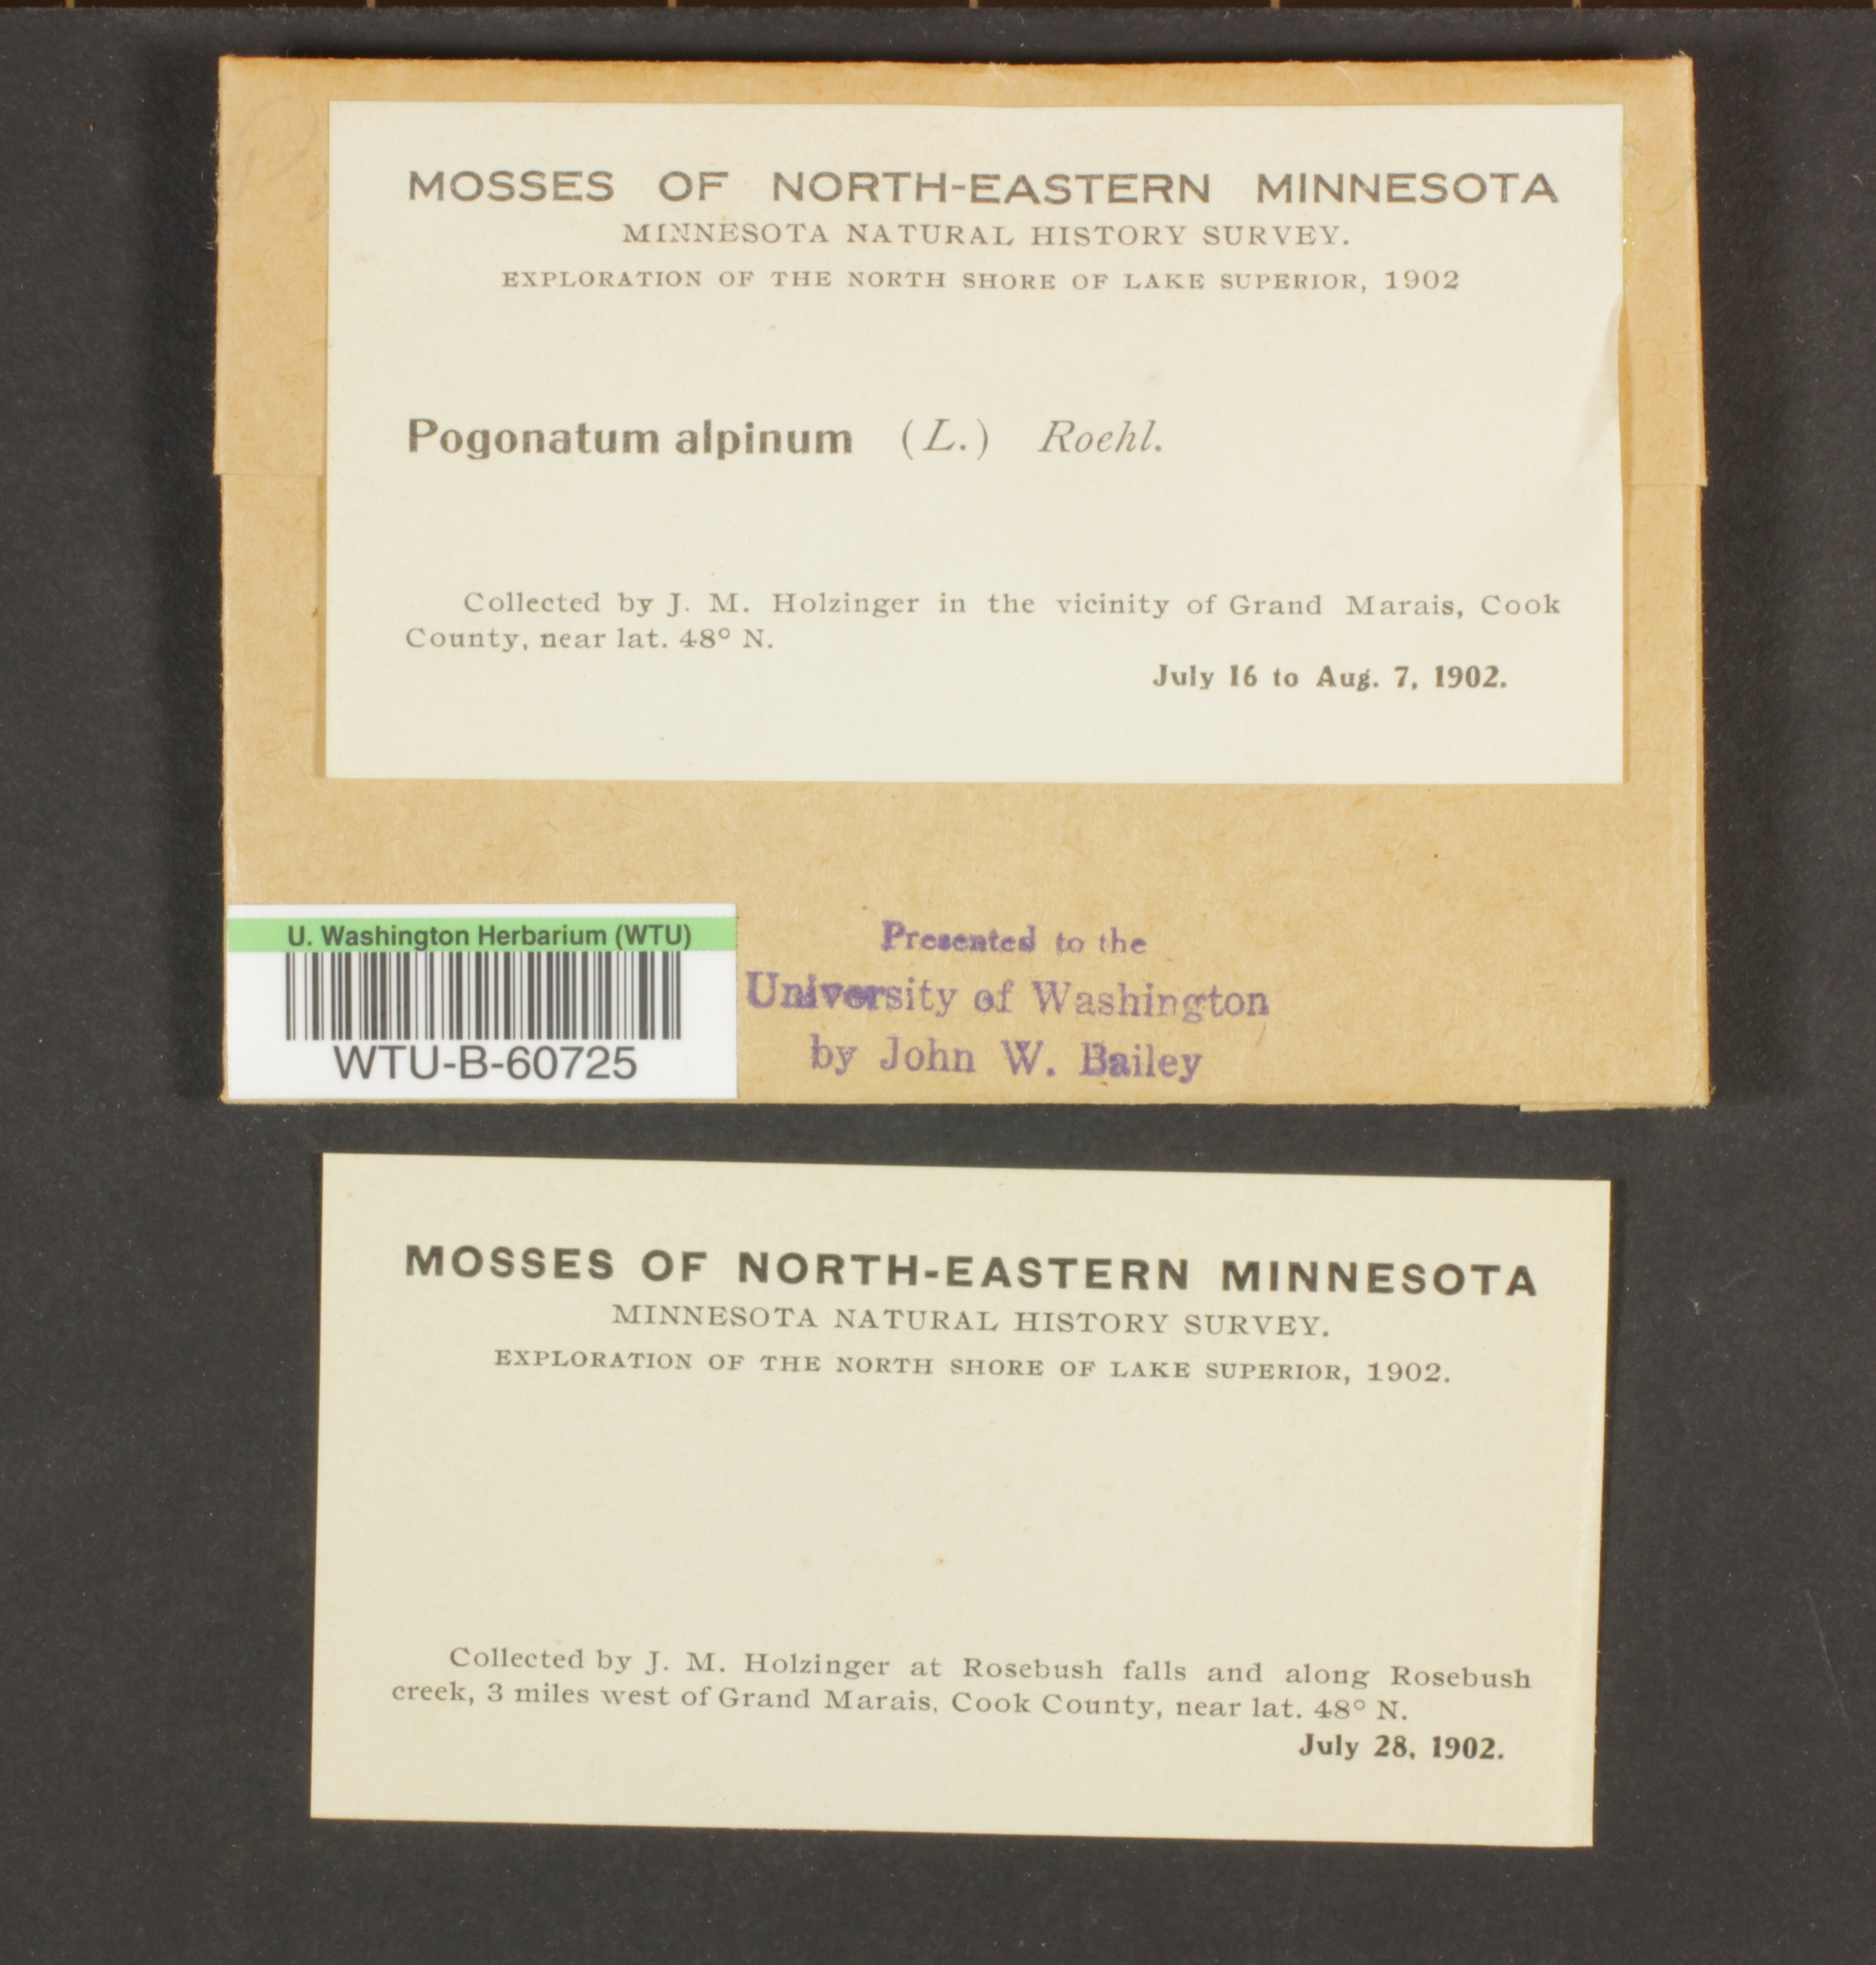 MOSSES OF NORTH-EASTERN MINNESOTA
MINNESOTA NATURAL HISTORY SURVEY.
EXPLORATION OF THE NORTH SHORE OF LAKE SUPERIOR, 1902
Pogonatum alpinum (L.) Roehl.
Collected by J. M. Holzinger in the vicinity of Grand Marais, Cook
County, near lat. 48° N.
July 16 to Aug. 7, 1902.
U. Washington Herbarium (WTU)
WTU-B-60725
Presented to the
University of Washington
by John W. Bailey
MOSSES OF NORTH-EASTERN MINNESOTA
MINNESOTA NATURAL HISTORY SURVEY.
EXPLORATION OF THE NORTH SHORE OF LAKE SUPERIOR, 1902.
Collected by J. M. Holzinger at Rosebush falls and along Rosebush
creek, 3 miles west of Grand Marais, Cook County, near lat. 48° N.
July 28, 1902.